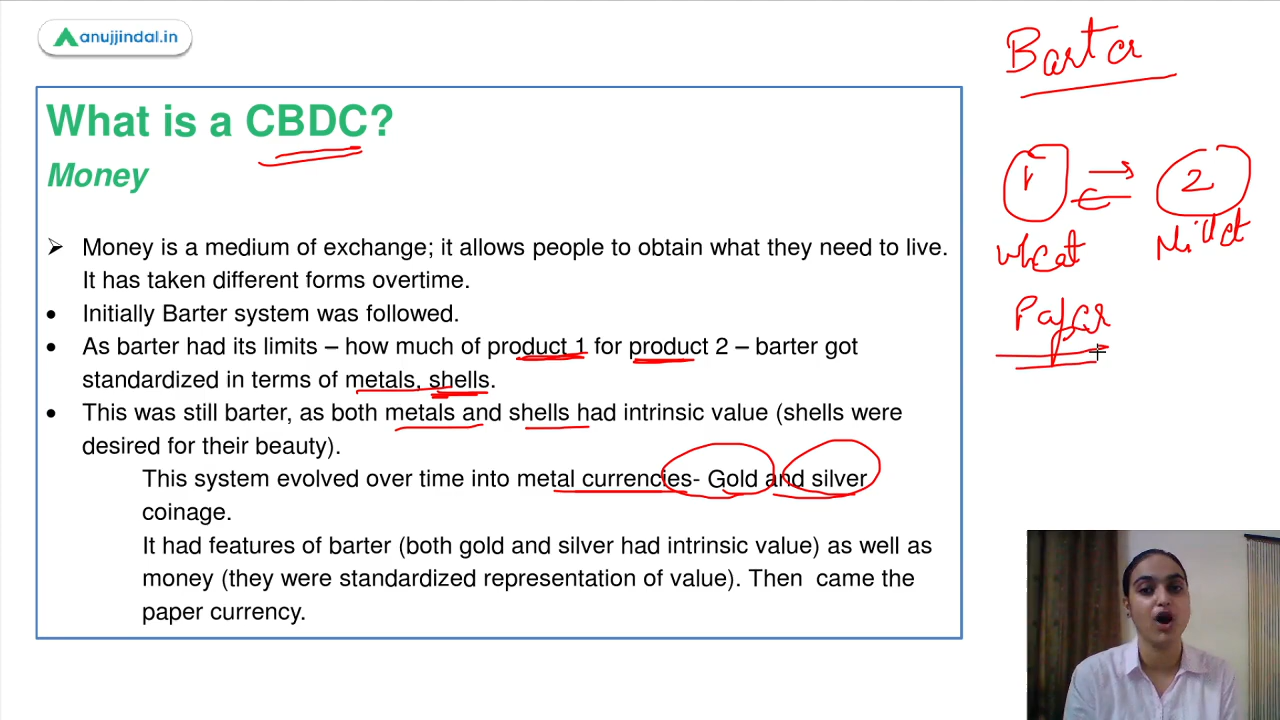 anujjindal.in
What is a CBDC?
Money
➢ Money is a medium of exchange; it allows people to obtain what they need to live.
It has taken different forms overtime.
• Initially Barter system was followed.
• As barter had its limits – how much of product 1 for product 2 – barter got
standardized in terms of metals, shells.
• This was still barter, as both metals and shells had intrinsic value (shells were
desired for their beauty).
This system evolved over time into metal currencies- Gold and silver
coinage.
It had features of barter (both gold and silver had intrinsic value) as well as
money (they were standardized representation of value). Then came the
paper currency.
Barter
1 2
Wheat Millet
Paper